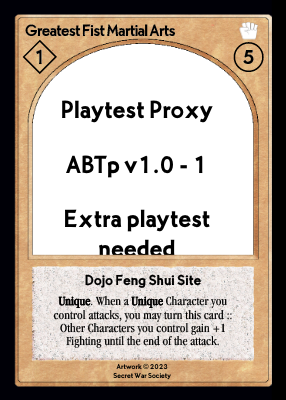 Greatest Fist Martial Arts
1
5
Playtest Proxy
ABTp v1.0 - 1
Extra playtest
needed
Dojo Feng Shui Site
Unique. When a Unique Character you
control attacks, you may turn this card ::
Other Characters you control gain +1
Fighting until the end of the attack.
Artwork © 2023
Secret War Society